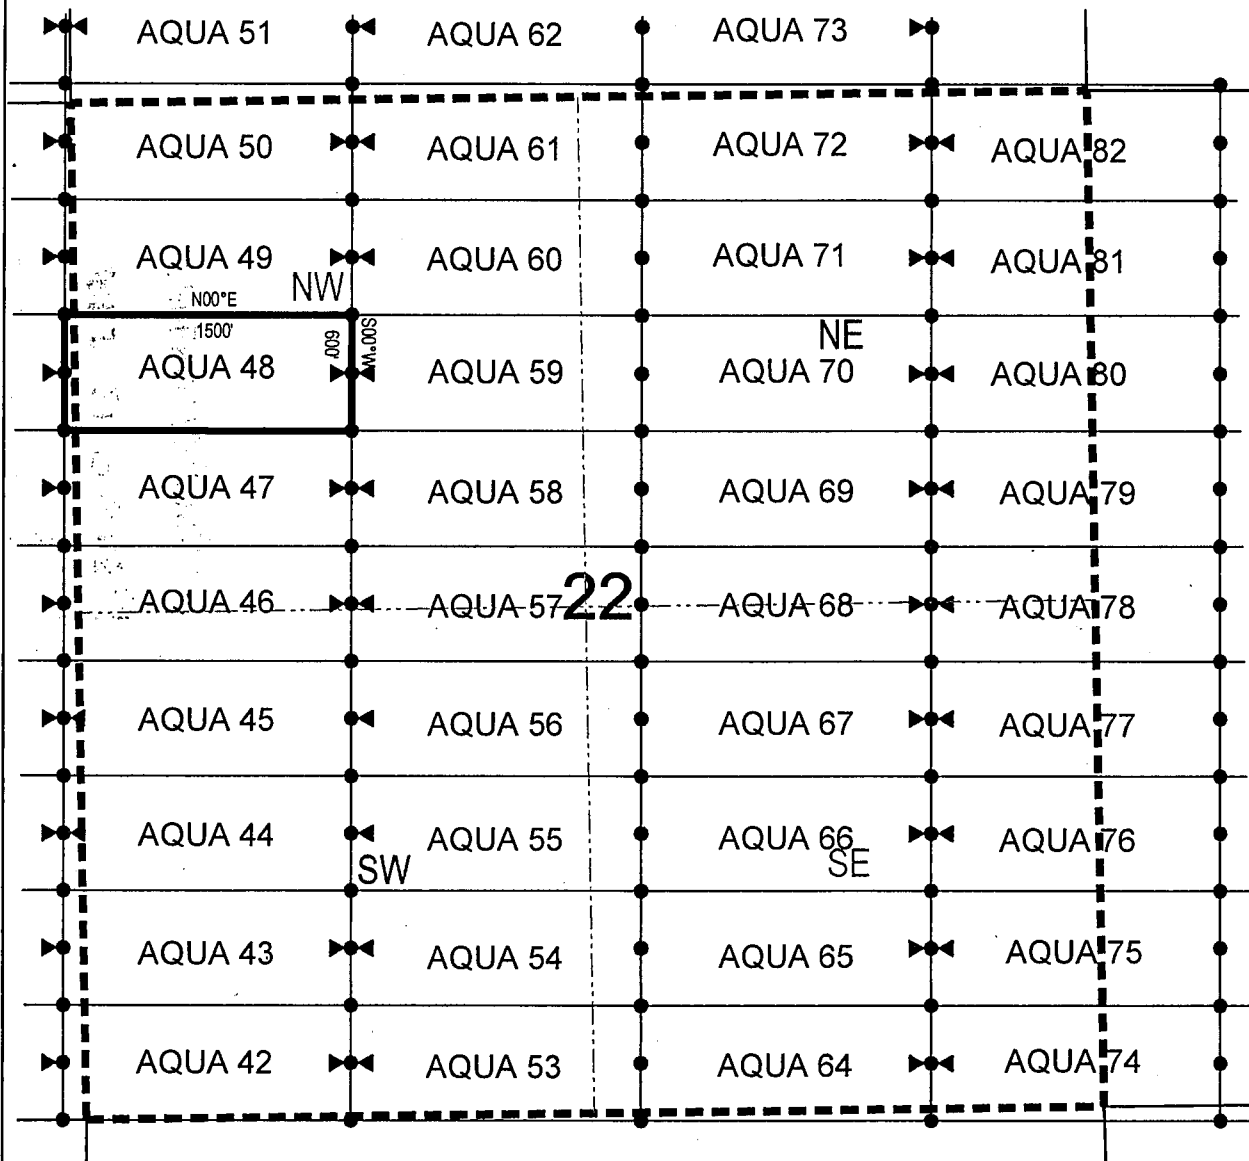 AQUA 51 AQUA 62 AQUA 73
AQUA 50 AQUA 61 AQUA 72 AQUA 82
AQUA 49 AQUA 60 AQUA 71 AQUA 81
NW
N00°E
1500'
600'
S00°W
NE
AQUA 48 AQUA 59 AQUA 70 AQUA 80
AQUA 47 AQUA 58 AQUA 69 AQUA 79
22
AQUA 46 AQUA 57 AQUA 68 AQUA 78
AQUA 45 AQUA 56 AQUA 67 AQUA 77
AQUA 44 AQUA 55 AQUA 66 AQUA 76
SW SE
AQUA 43 AQUA 54 AQUA 65 AQUA 75
AQUA 42 AQUA 53 AQUA 64 AQUA 74